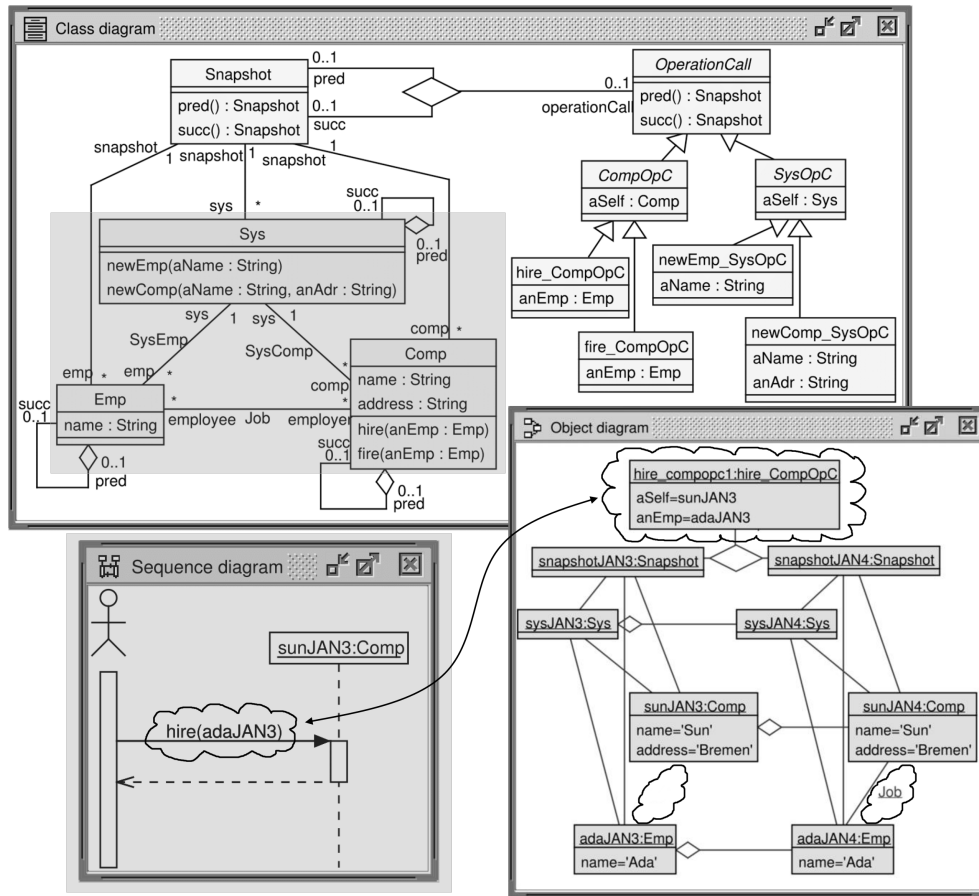 Class diagram
Snapshot
pred() : Snapshot
succ() : Snapshot
0..1
pred
0..1
succ
0..1
operationCall
OperationCall
pred() : Snapshot
succ() : Snapshot
snapshot
1
snapshot
1
snapshot
1
CompOpC
aSelf : Comp
SysOpC
aSelf : Sys
sys
*
succ
0..1
0..1
pred
Sys
newEmp(aName : String)
newComp(aName : String, anAdr : String)
hire_CompOpC
anEmp : Emp
newEmp_SysOpC
aName : String
sys
1
sys
1
SysEmp
SysComp
comp
*
fire_CompOpC
anEmp : Emp
newComp_SysOpC
aName : String
anAdr : String
emp
*
emp
*
comp
*
Comp
name : String
address : String
hire(anEmp : Emp)
fire(anEmp : Emp)
succ
0..1
Emp
name : String
*
employee
Job
employer
*
0..1
pred
succ
0..1
0..1
pred
Object diagram
hire_compopc1:hire_CompOpC
aSelf=sunJAN3
anEmp=adaJAN3
snapshotJAN3:Snapshot
snapshotJAN4:Snapshot
sysJAN3:Sys
sysJAN4:Sys
sunJAN3:Comp
name='Sun'
address='Bremen'
sunJAN4:Comp
name='Sun'
address='Bremen'
Job
adaJAN3:Emp
name='Ada'
adaJAN4:Emp
name='Ada'
Sequence diagram
sunJAN3:Comp
hire(adaJAN3)